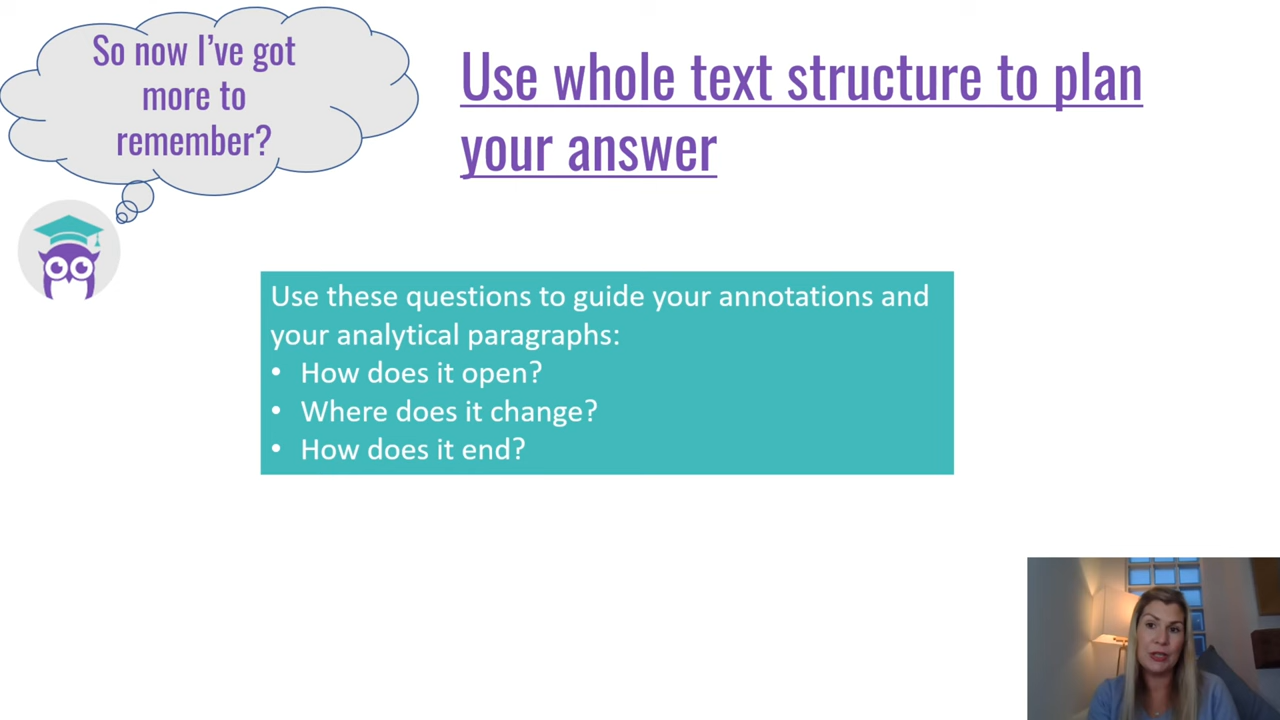 So now I’ve got
more to
remember?
Use whole text structure to plan
your answer
Use these questions to guide your annotations and
your analytical paragraphs:
• How does it open?
• Where does it change?
• How does it end?